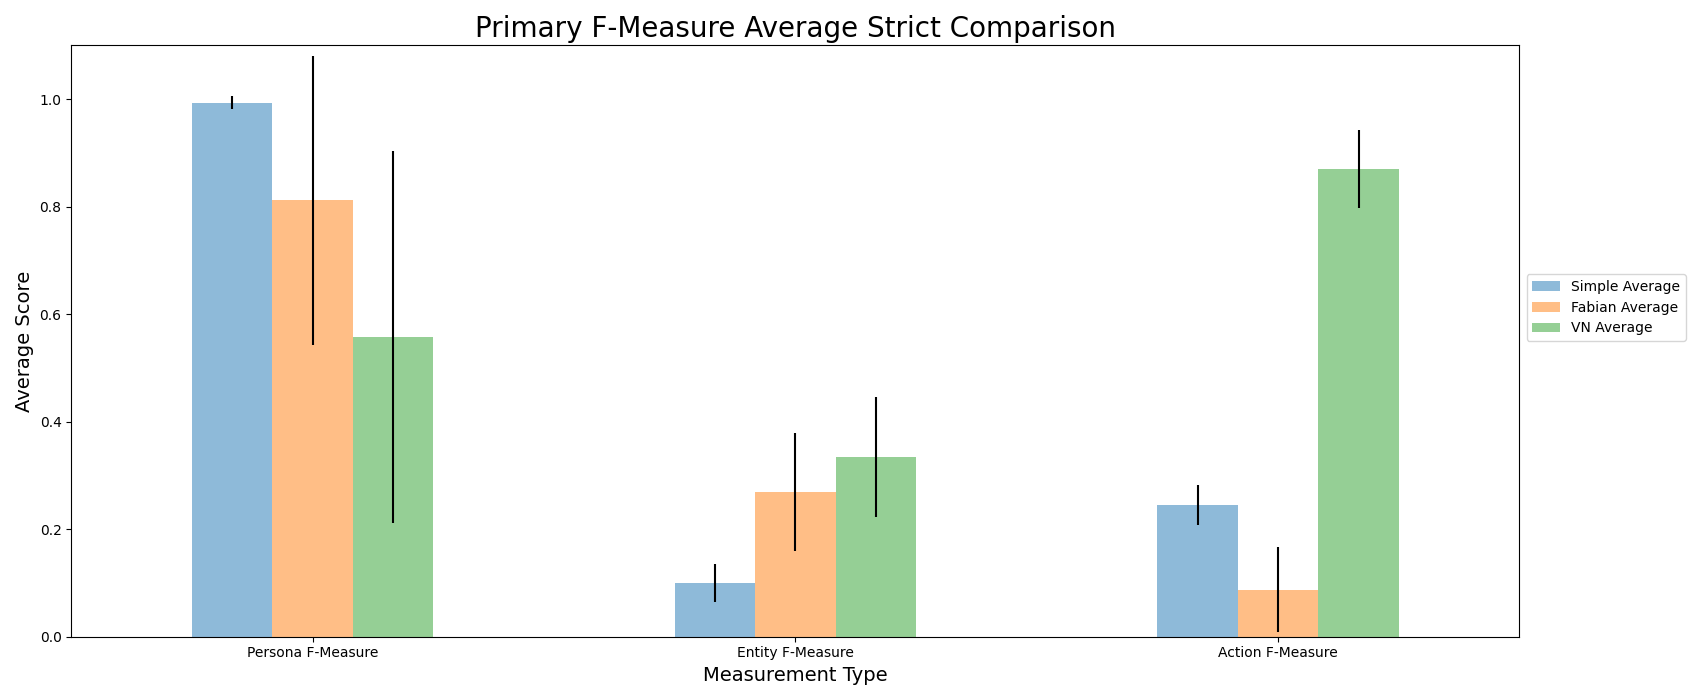 Primary F-Measure Average Strict Comparison
Average Score
1.0
0.8
0.6
0.4
0.2
0.0
Persona F-Measure
Entity F-Measure
Action F-Measure
Measurement Type
Simple Average
Fabian Average
VN Average